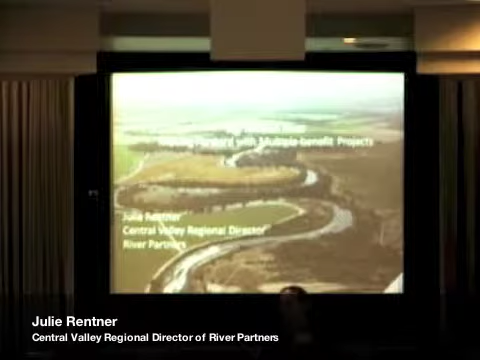 Forward with Multiple-benefit Projects
Julie Rentner
Central Valley Regional Director
River Partners
Julie Rentner
Central Valley Regional Director of River Partners